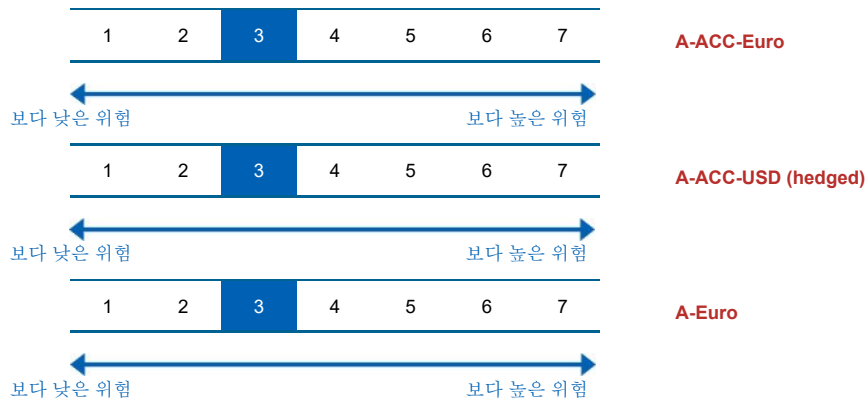 1 2 3 4 5 6 7 A-ACC-Euro
보다 낮은 위험 보다 높은 위험
1 2 3 4 5 6 7 A-ACC-USD (hedged)
보다 낮은 위험 보다 높은 위험
1 2 3 4 5 6 7 A-Euro
보다 낮은 위험 보다 높은 위험